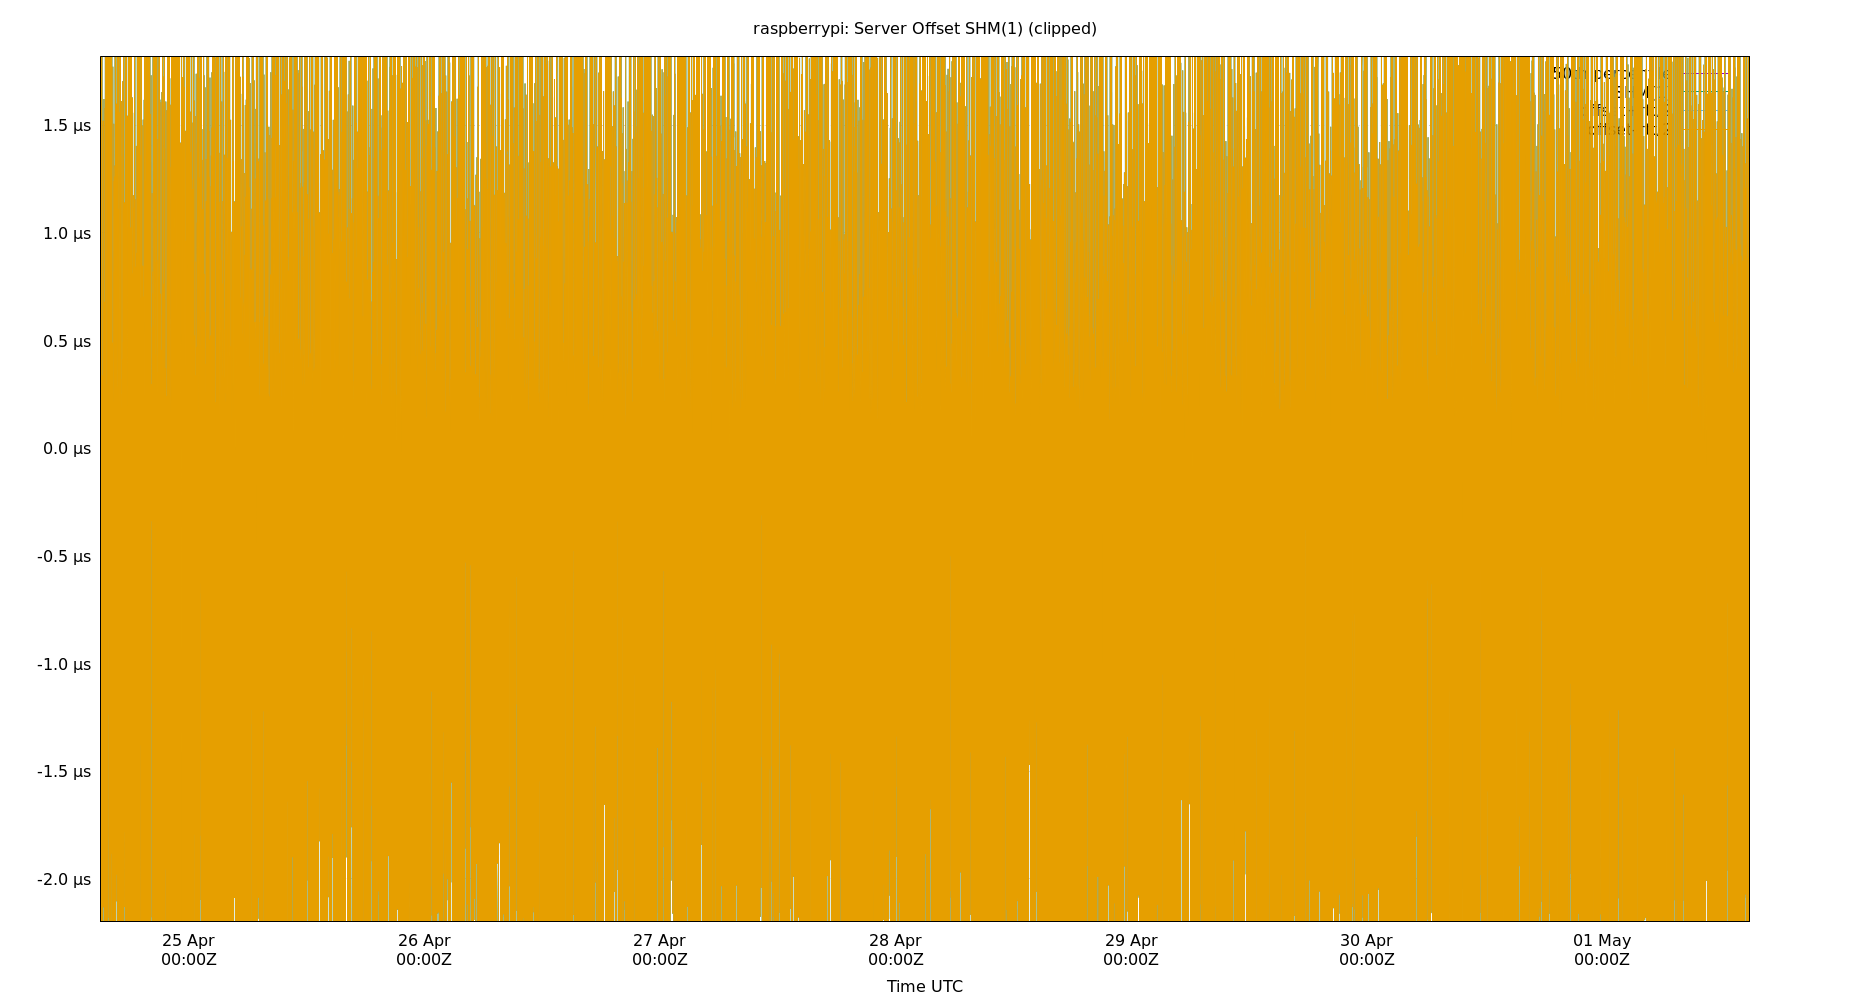 raspberrypi: Server Offset SHM(1) (clipped)
1.5 µs
1.0 µs
0.5 µs
0.0 µs
-0.5 µs
-1.0 µs
-1.5 µs
-2.0 µs
25 Apr 26 Apr 27 Apr 28 Apr 29 Apr 30 Apr 01 May
00:00Z 00:00Z 00:00Z 00:00Z 00:00Z 00:00Z 00:00Z
Time UTC